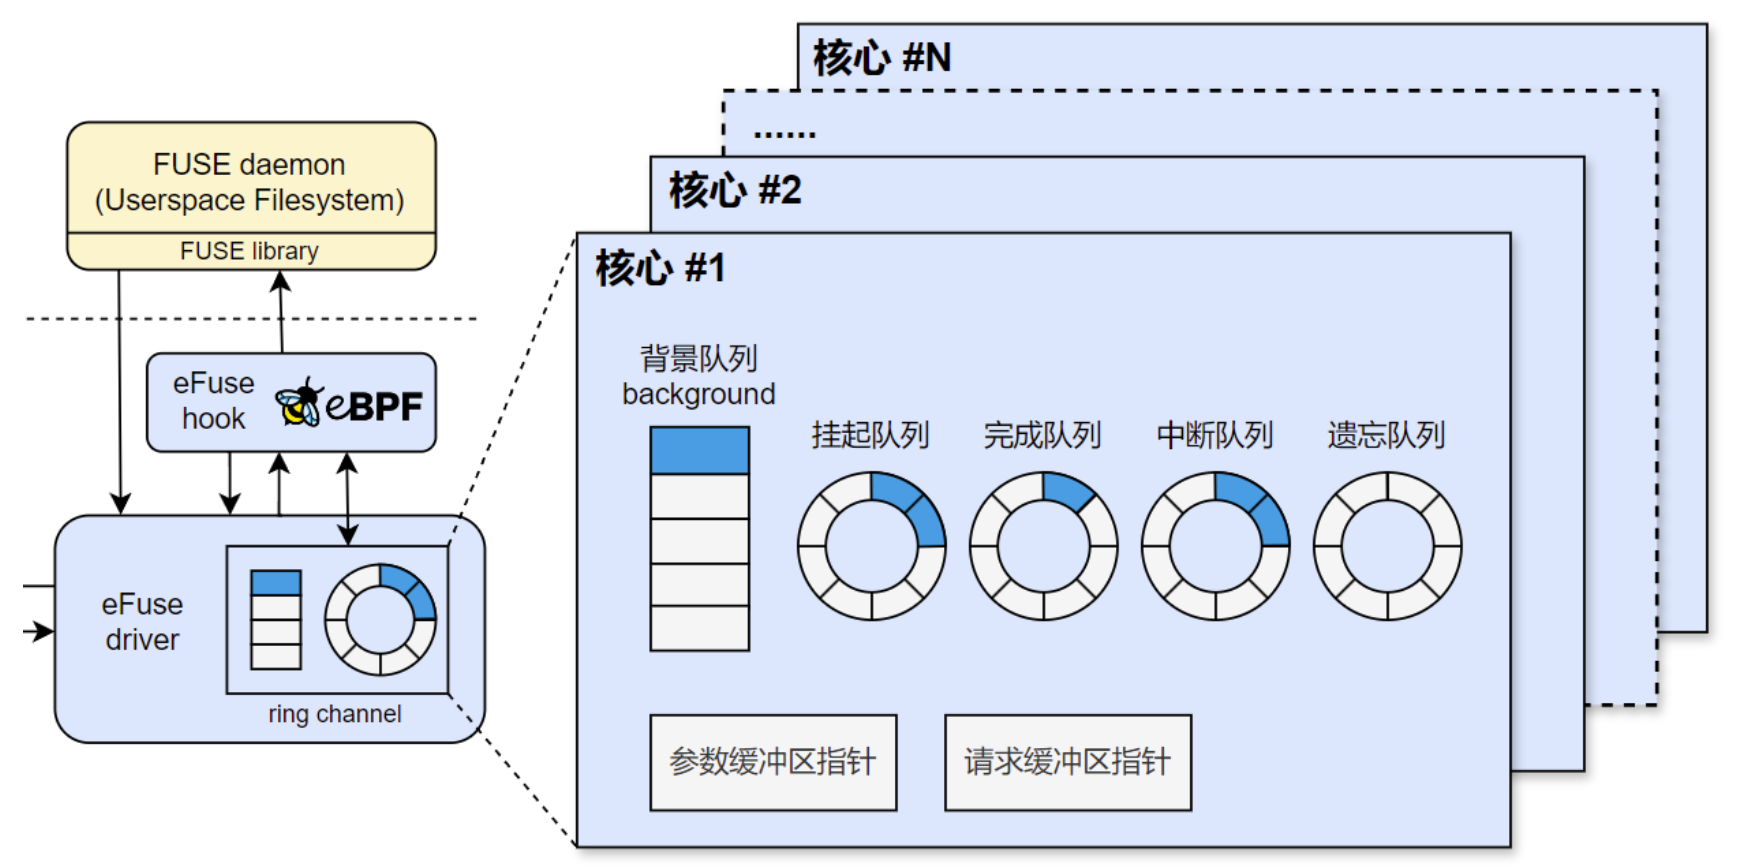 核心 #N
......
核心 #2
核心 #1
FUSE daemon
(Userspace Filesystem)
FUSE library
eFuse
hook
eBPF
eFuse
driver
ring channel
背景队列
background
挂起队列
完成队列
中断队列
遗忘队列
参数缓冲区指针
请求缓冲区指针